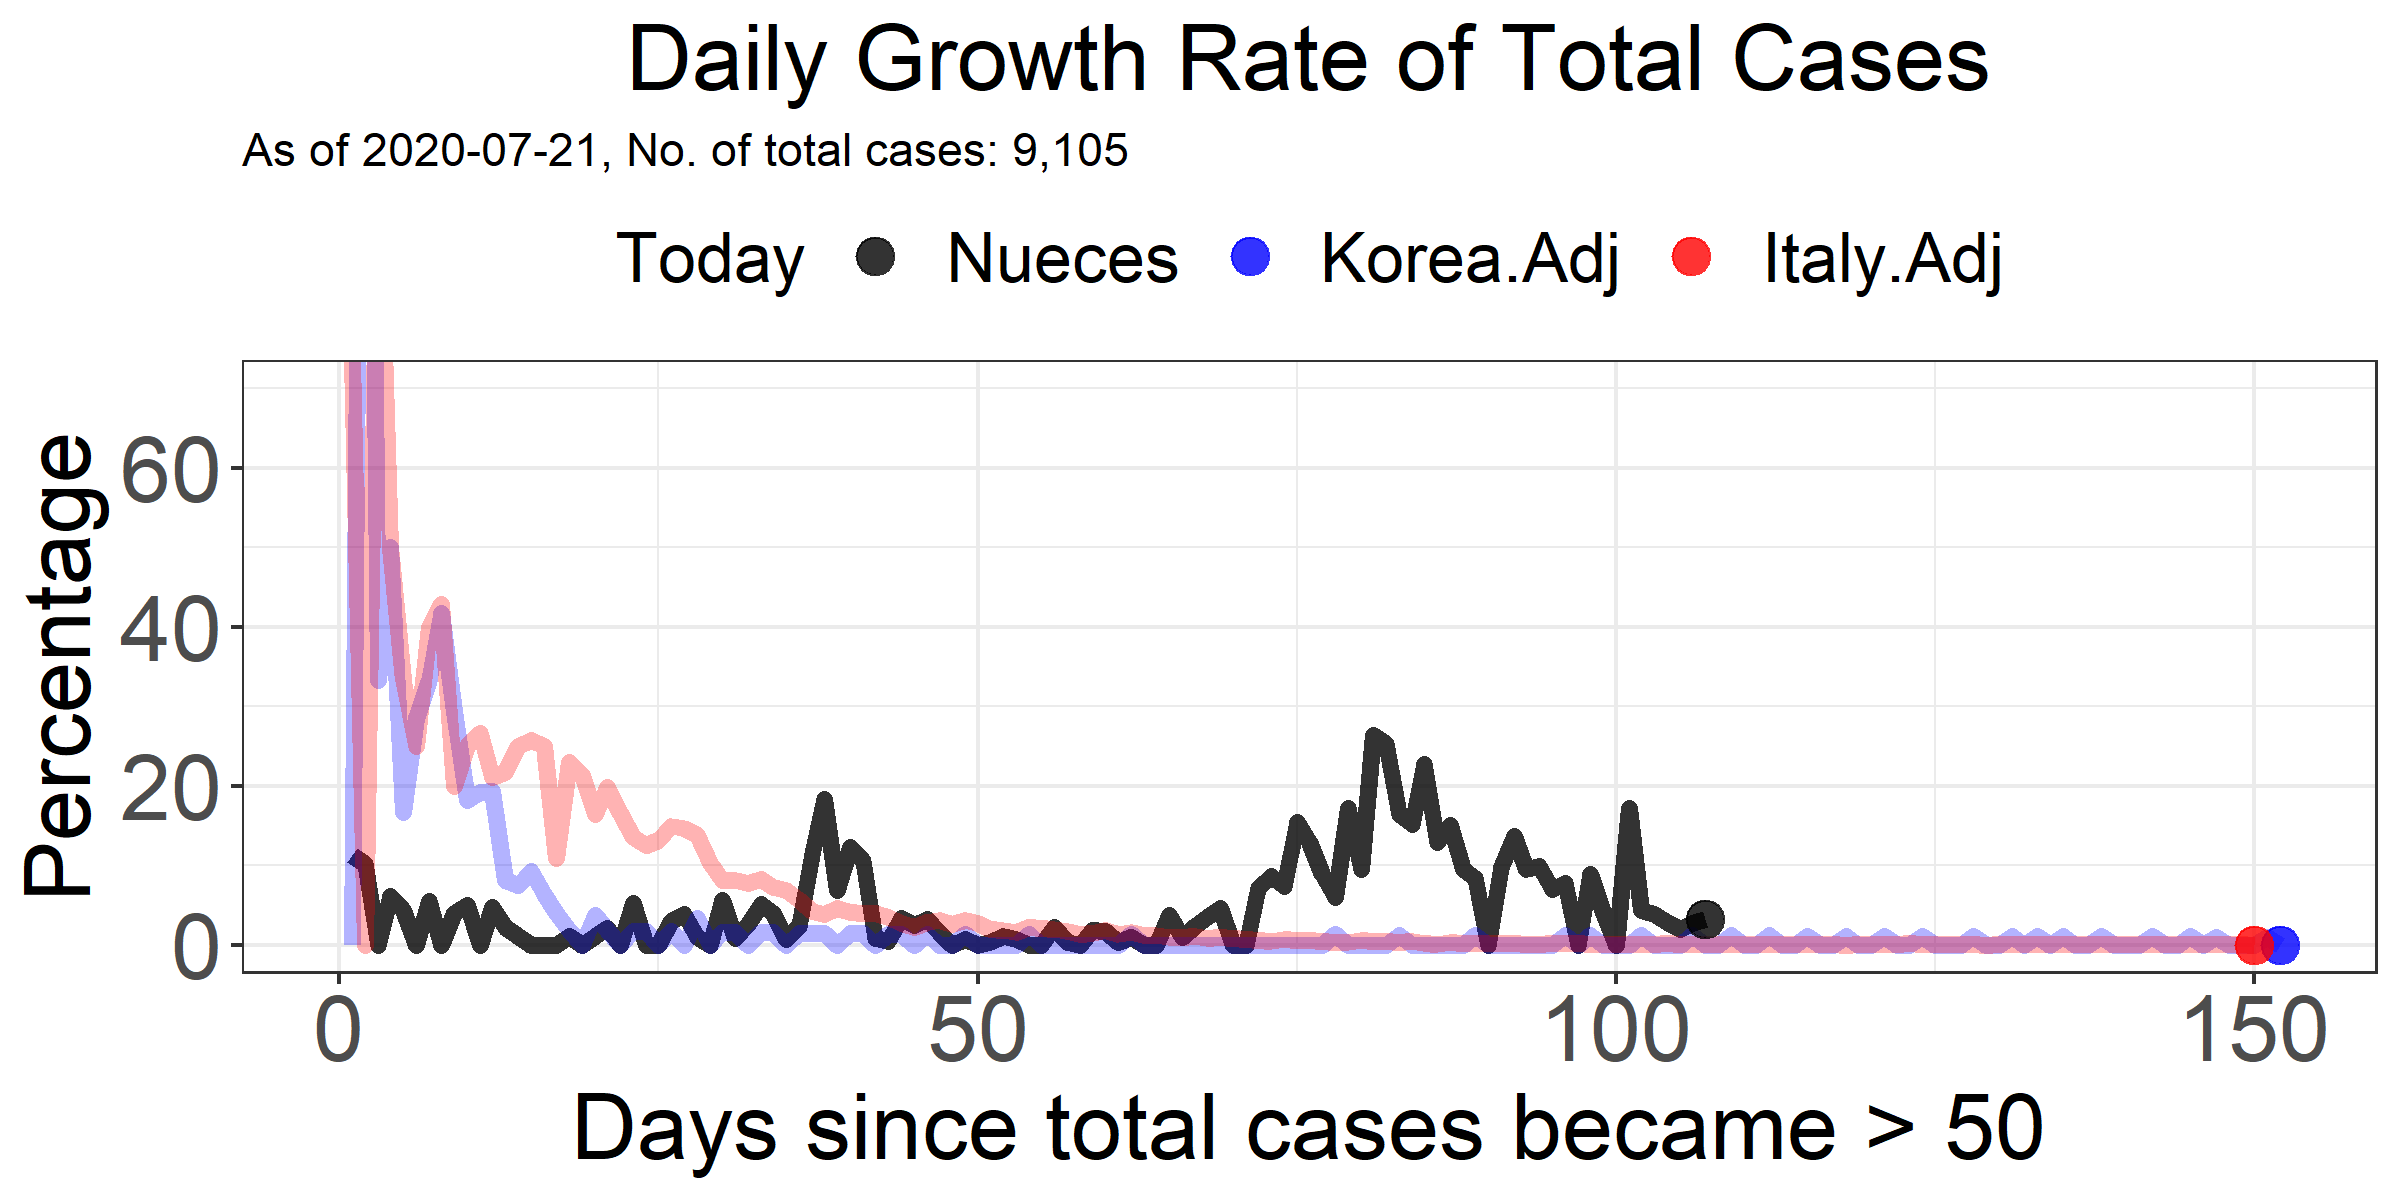 Daily Growth Rate of Total Cases
As of 2020-07-21, No. of total cases: 9,105
Today Nueces Korea.Adj Italy.Adj
Percentage
60
40
20
0
0 50 100 150
Days since total cases became > 50